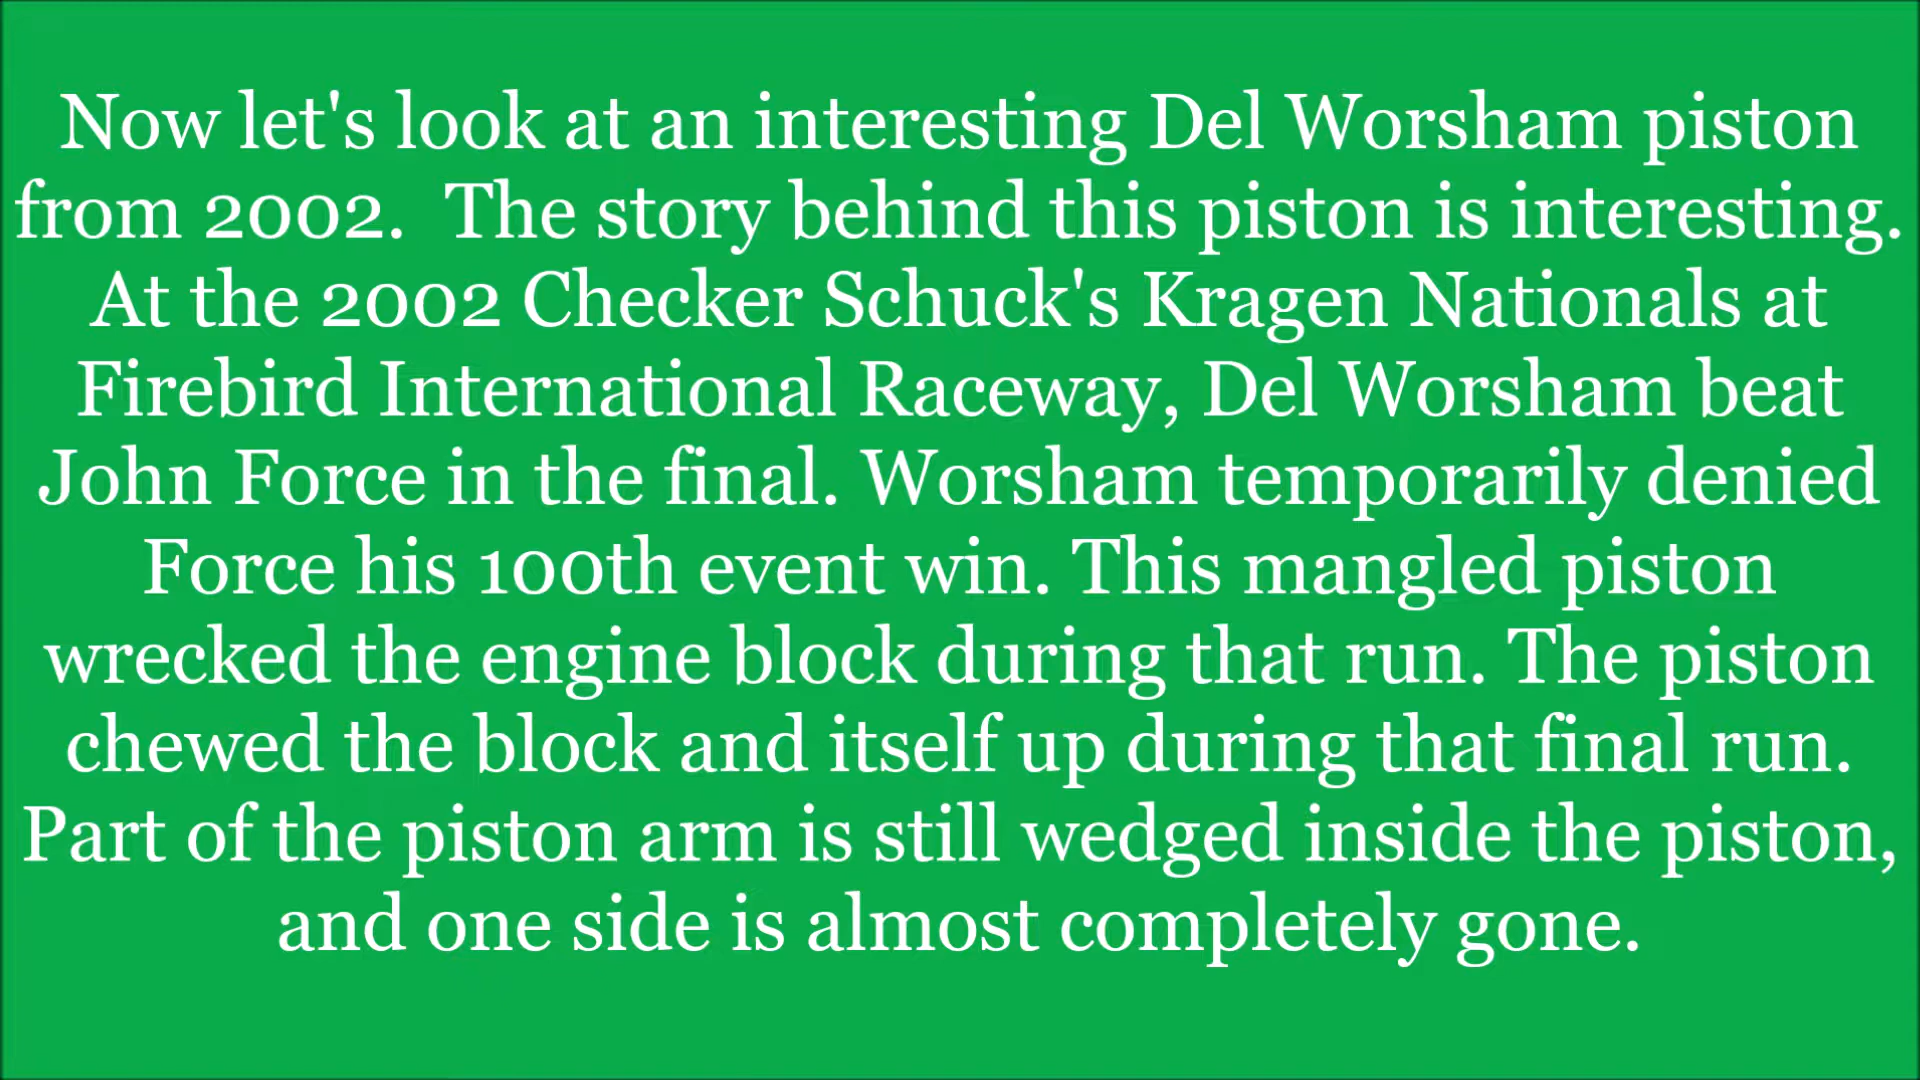 Now let's look at an interesting Del Worsham piston
from 2002.  The story behind this piston is interesting.
At the 2002 Checker Schuck's Kragen Nationals at
Firebird International Raceway, Del Worsham beat
John Force in the final. Worsham temporarily denied
Force his 100th event win. This mangled piston
wrecked the engine block during that run. The piston
chewed the block and itself up during that final run.
Part of the piston arm is still wedged inside the piston,
and one side is almost completely gone.